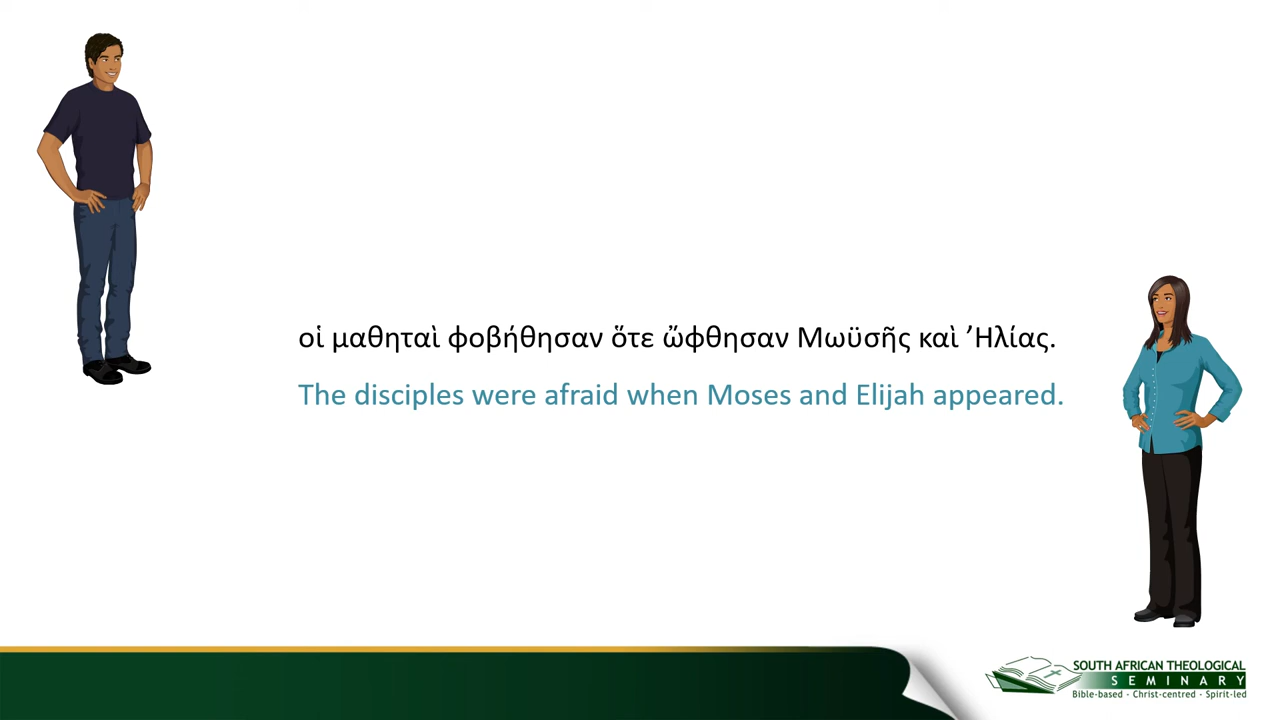 οἱ μαθηταὶ φοβήθησαν ὅτε ὤφθησαν Μωϋσῆς καὶ ʼΗλίας.
The disciples were afraid when Moses and Elijah appeared.
SOUTH AFRICAN THEOLOGICAL
SEMINARY
Bible-based · Christ-centred · Spirit-led